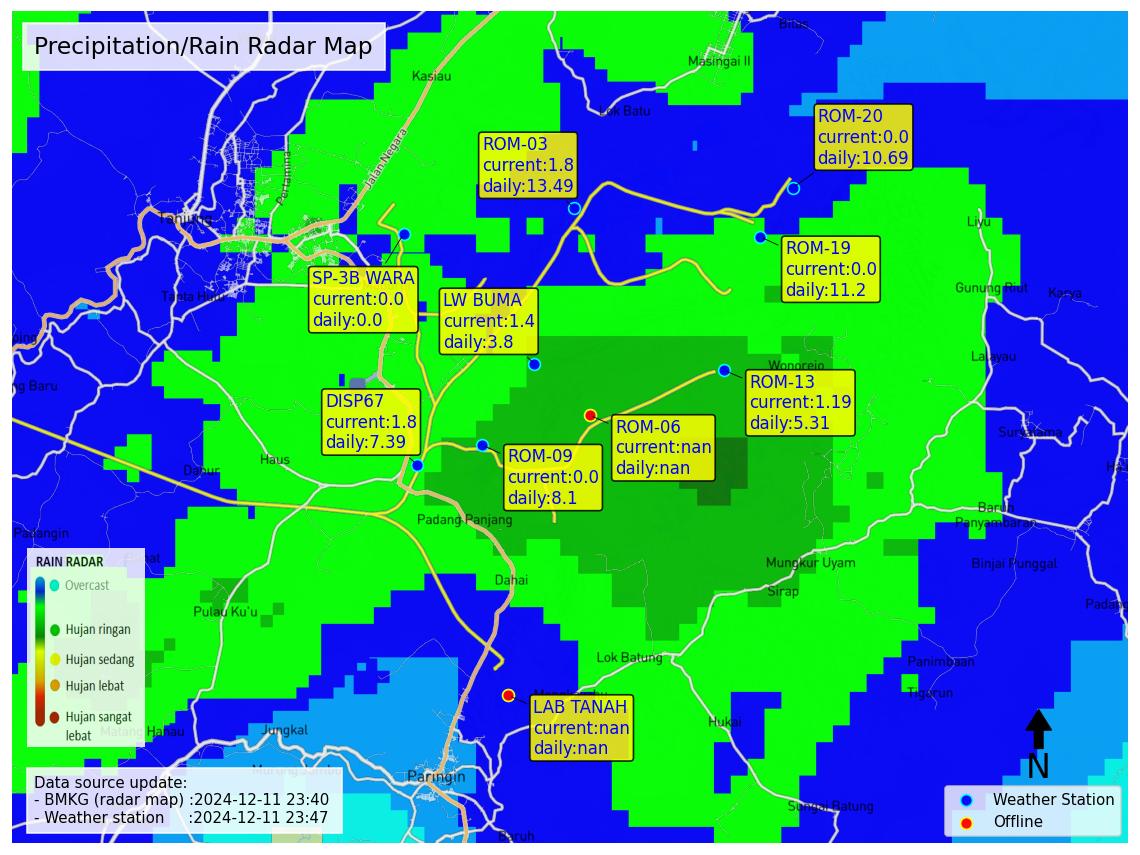 Precipitation/Rain Radar Map
Bilas
Kasiau
Masingai II
Lok Batu
Jalan Negara
Pertamina
ROM-03
current:1.8
daily:13.49
ROM-20
current:0.0
daily:10.69
Tanjung
Liyu
ROM-19
current:0.0
daily:11.2
SP-3B WARA
current:0.0
daily:0.0
LW BUMA
current:1.4
daily:3.8
Gunung Riut
Karya
Lalayau
Wonorejo
ng Baru
ROM-13
current:1.19
daily:5.31
DISP67
current:1.8
daily:7.39
ROM-06
current:nan
daily:nan
Suryatama
ROM-09
current:0.0
daily:8.1
Haus
Dahur
Padang Panjang
Baruh
Panyambaran
Padangin
Mungkur Uyam
Binjai Punggal
Dahai
Sirap
Padang
Pulau Ku'u
RAIN RADAR
Overcast
Hujan ringan
Hujan sedang
Hujan lebat
Hujan sangat
lebat
Lok Batung
Panimbaan
Tigarun
LAB TANAH
current:nan
daily:nan
Hukai
Jungkal
Paringin
Sungai Batung
Baruh
N
Data source update:
- BMKG (radar map) :2024-12-11 23:40
- Weather station :2024-12-11 23:47
Weather Station
Offline